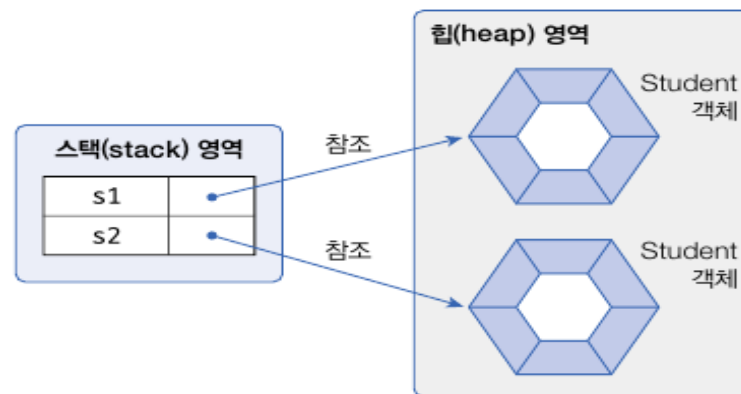 힙(heap) 영역
Student
객체
스택(stack) 영역
참조
s1
s2
참조
Student
객체